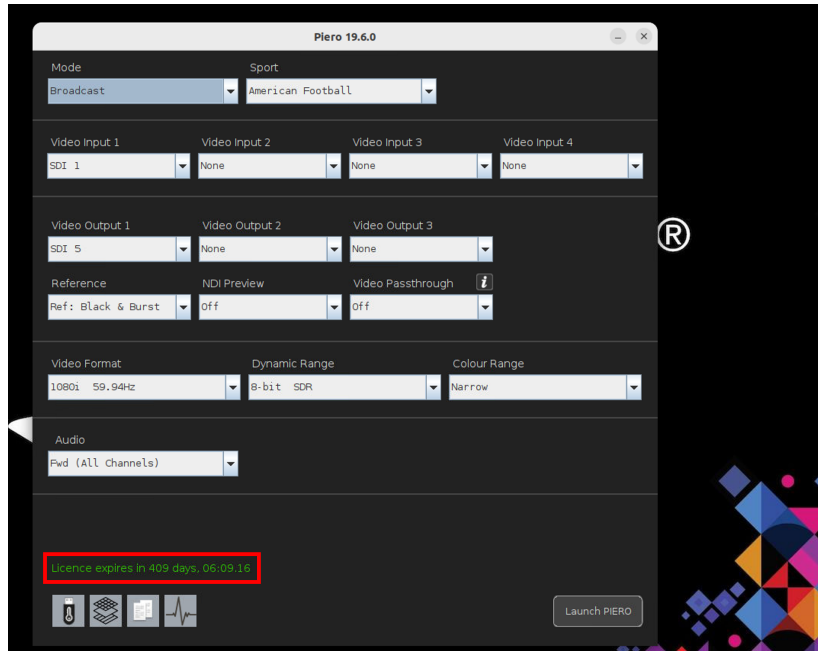 Piero 19.6.0
Mode Sport
Broadcast American Football
Video Input 1 Video Input 2 Video Input 3 Video Input 4
SDI 1 None None None
Video Output 1 Video Output 2 Video Output 3
SDI 5 None None
Reference NDI Preview Video Passthrough i
Ref: Black & Burst Off Off
Video Format Dynamic Range Colour Range
1080i 59.94Hz 8-bit SDR Narrow
Audio
Fwd (All Channels)
Licence expires in 409 days, 06:09.16
Launch PIERO
®